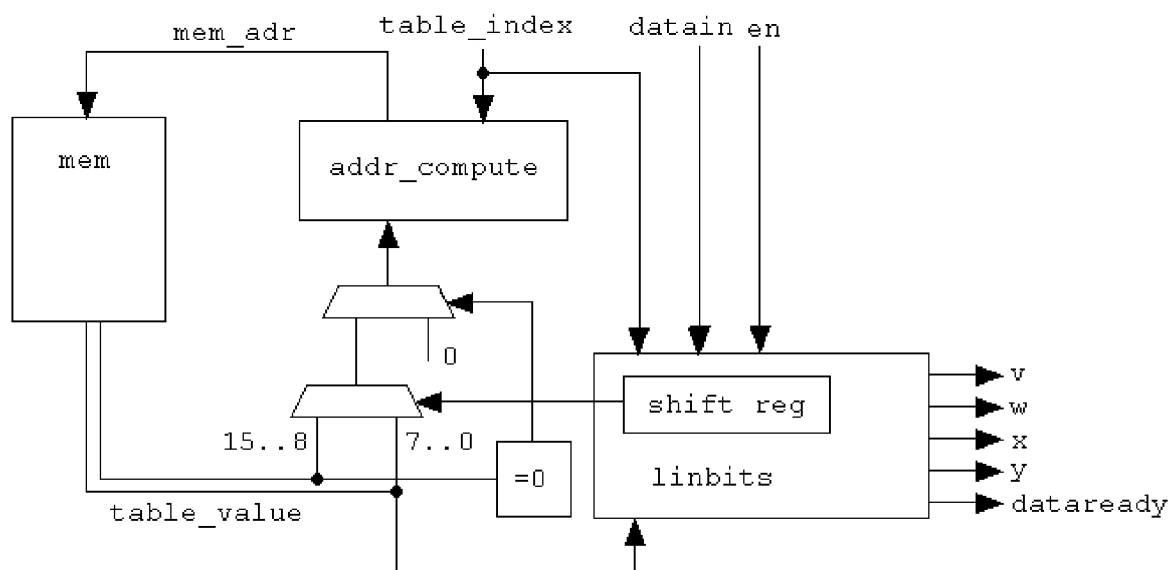 table_index
datain
en
mem_adr
mem
addr_compute
0
v
shift reg
w
15..8
7..0
x
=0
linbits
y
table_value
dataready